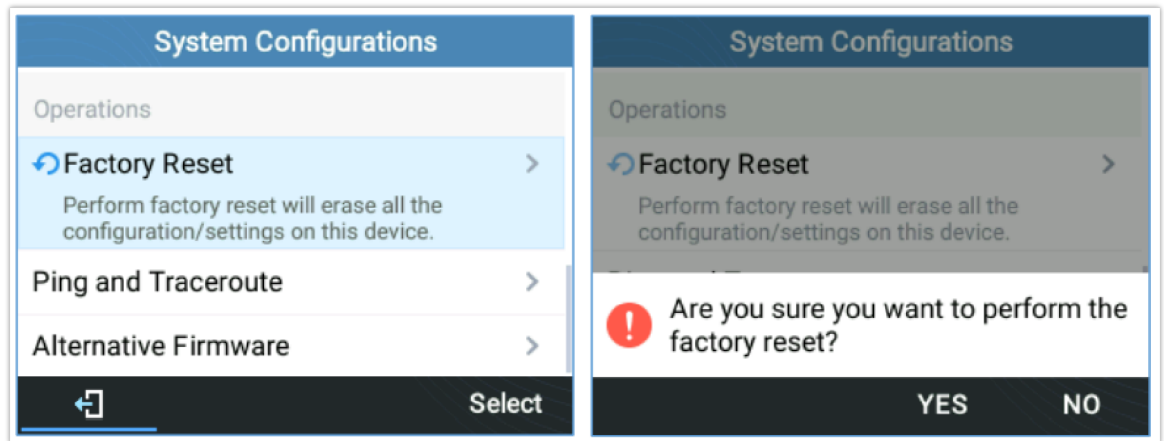 System Configurations
Operations
Factory Reset
Perform factory reset will erase all the
configuration/settings on this device.
Ping and Traceroute
Alternative Firmware
Select
System Configurations
Operations
Factory Reset
Perform factory reset will erase all the
configuration/settings on this device.
Are you sure you want to perform the
factory reset?
YES NO